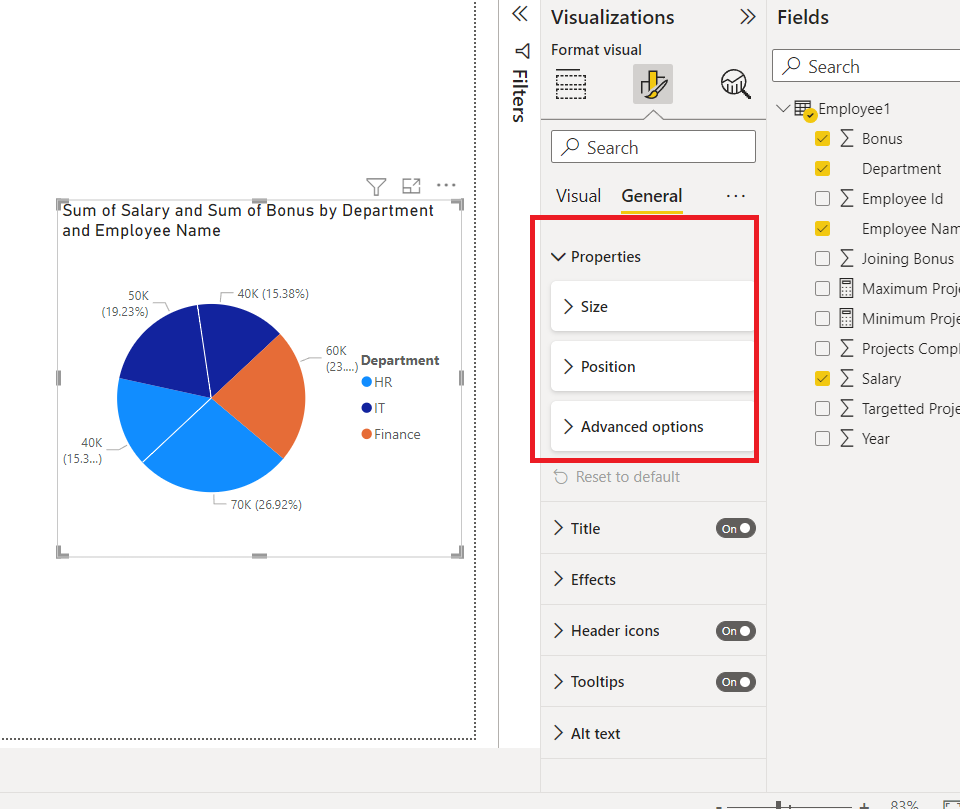 Sum of Salary and Sum of Bonus by Department
and Employee Name
50K
(19.23%)
40K (15.38%)
60K
(23....)
40K
(15.3...)
70K (26.92%)
Department
HR
IT
Finance
Filters
Visualizations
Format visual
Search
Visual
General
...
Properties
Size
Position
Advanced options
Reset to default
Title
On
Effects
Header icons
On
Tooltips
On
Alt text
Fields
Search
Employee1
Bonus
Department
Employee Id
Employee Nam
Joining Bonus
Maximum Proje
Minimum Proje
Projects Compl
Salary
Targetted Proje
Year
- +
83%